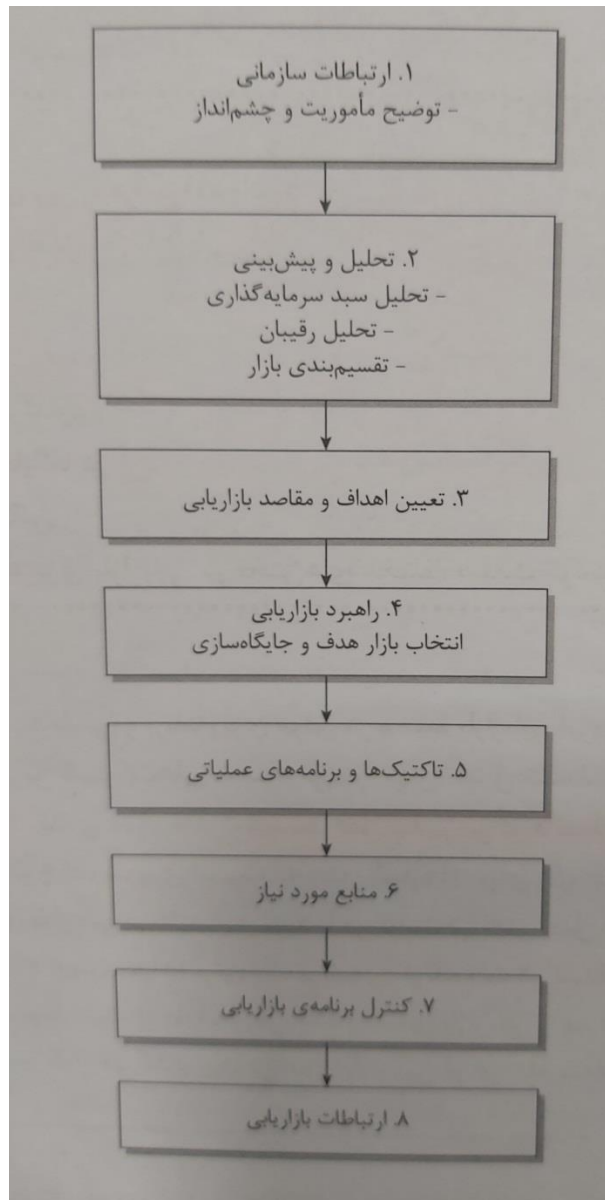 ۱. ارتباطات سازمانی
- توضیح مأموریت و چشم‌انداز
۲. تحلیل و پیش‌بینی
- تحلیل سبد سرمایه‌گذاری
- تحلیل رقیبان
- تقسیم‌بندی بازار
۳. تعیین اهداف و مقاصد بازاریابی
۴. راهبرد بازاریابی
انتخاب بازار هدف و جایگاه‌سازی
۵. تاکتیک‌ها و برنامه‌های عملیاتی
۶. منابع مورد نیاز
۷. کنترل برنامه‌ی بازاریابی
۸. ارتباطات بازاریابی